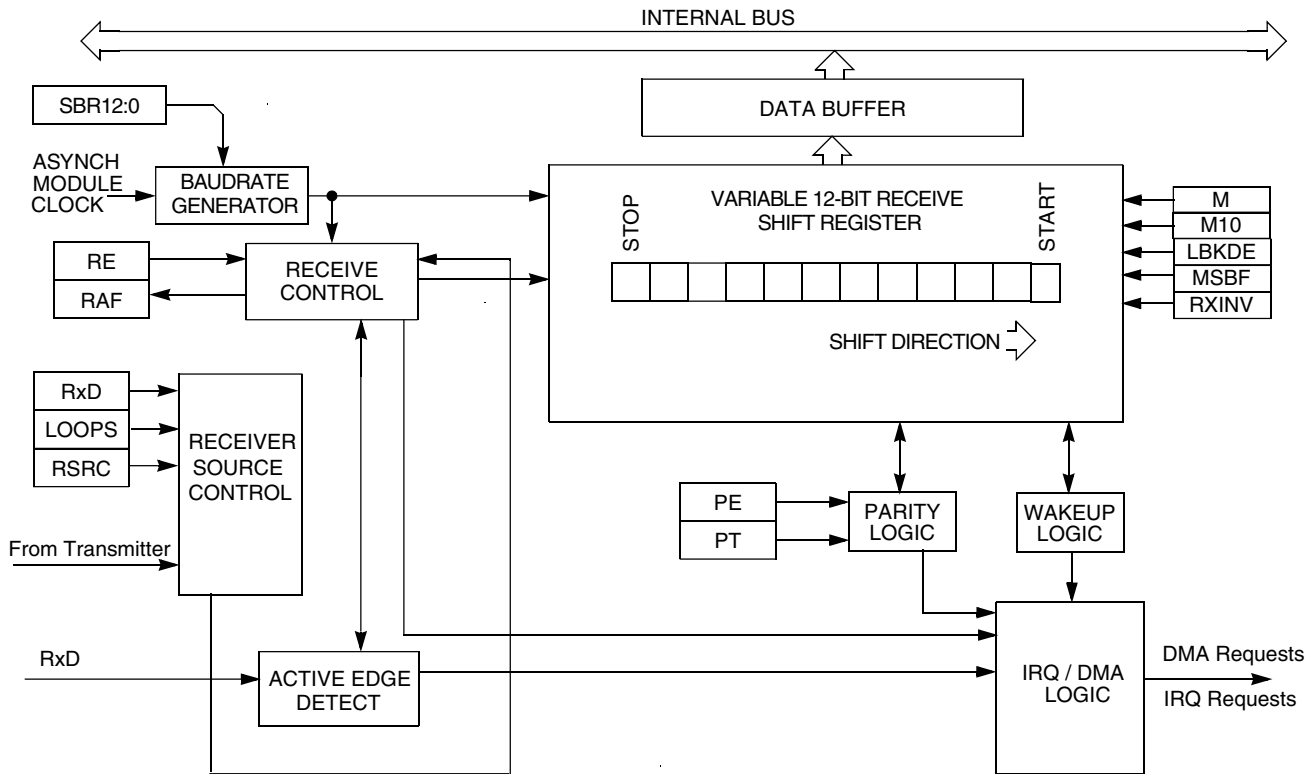 INTERNAL BUS
SBR12:0
DATA BUFFER
ASYNCH
MODULE
CLOCK
BAUDRATE
GENERATOR
VARIABLE 12-BIT RECEIVE
SHIFT REGISTER
STOP
START
M
M10
LBKDE
MSBF
RXINV
RE
RAF
RECEIVE
CONTROL
SHIFT DIRECTION
RxD
LOOPS
RSRC
RECEIVER
SOURCE
CONTROL
From Transmitter
PE
PT
PARITY
LOGIC
WAKEUP
LOGIC
RxD
ACTIVE EDGE
DETECT
IRQ / DMA
LOGIC
DMA Requests
IRQ Requests